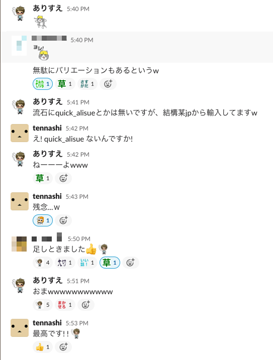 ありすえ 5:40 PM
5:40 PM
無駄にバリエーションもあるというw
1 草 1 1
ありすえ 5:41 PM
流石にquick_alisueとかは無いですが、結構某jpから輸入してますw
tennashi 5:42 PM
え! quick_alisue ないんですか!
ありすえ 5:42 PM
ねーーーよwww
草 1
tennashi 5:43 PM
残念...w
1
5:50 PM
足しときました
4 1 1 草 1
ありすえ 5:51 PM
おまwwwwwwwwwww
5 1
tennashi 5:53 PM
最高です!!
1